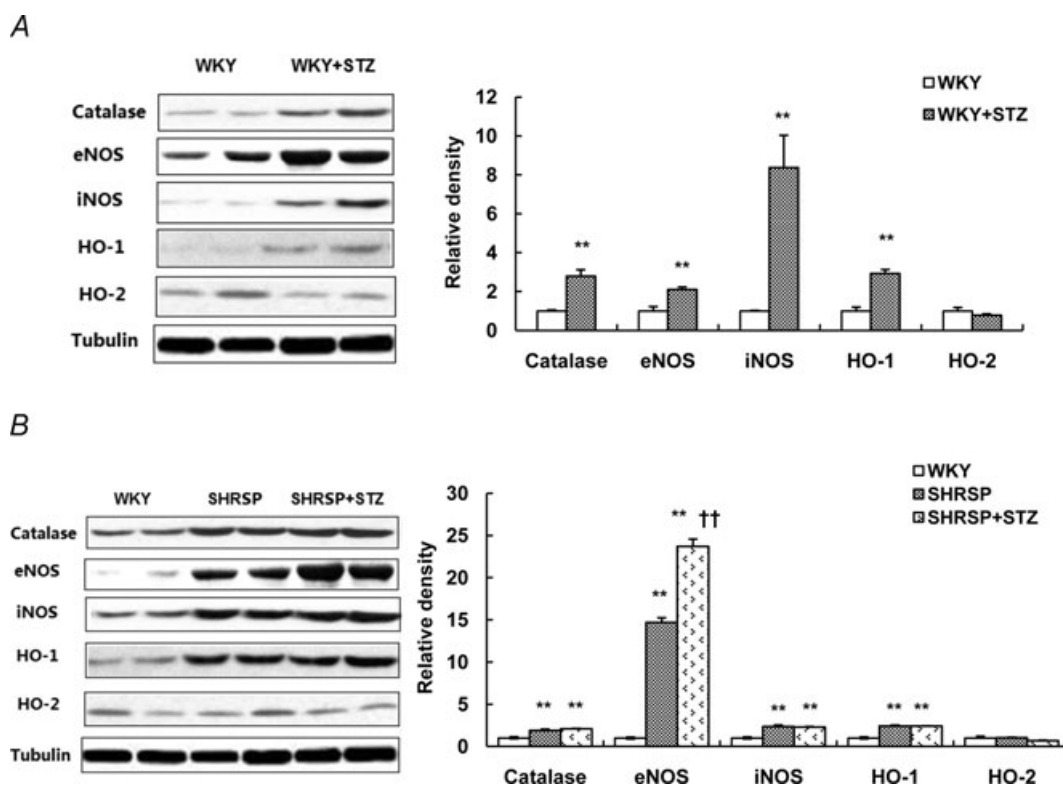 A
WKY WKY+STZ
Catalase
eNOS
iNOS
HO-1
HO-2
Tubulin
WKY
WKY+STZ
Relative density
12
10
8
6
4
2
0
**
**
**
**
Catalase eNOS iNOS HO-1 HO-2
B
WKY SHRSP SHRSP+STZ
Catalase
eNOS
iNOS
HO-1
HO-2
Tubulin
WKY
SHRSP
SHRSP+STZ
Relative density
30
25
20
15
10
5
0
** **
**
** ††
** **
** **
Catalase eNOS iNOS HO-1 HO-2